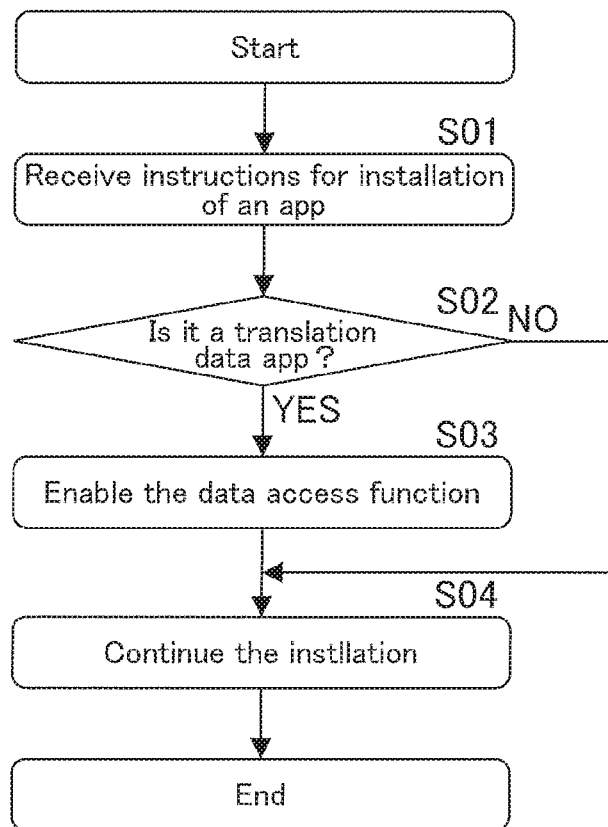 Start
S01
Receive instructions for installation
of an app
S02
NO
Is it a translation
data app?
YES
S03
Enable the data access function
S04
Continue the instllation
End